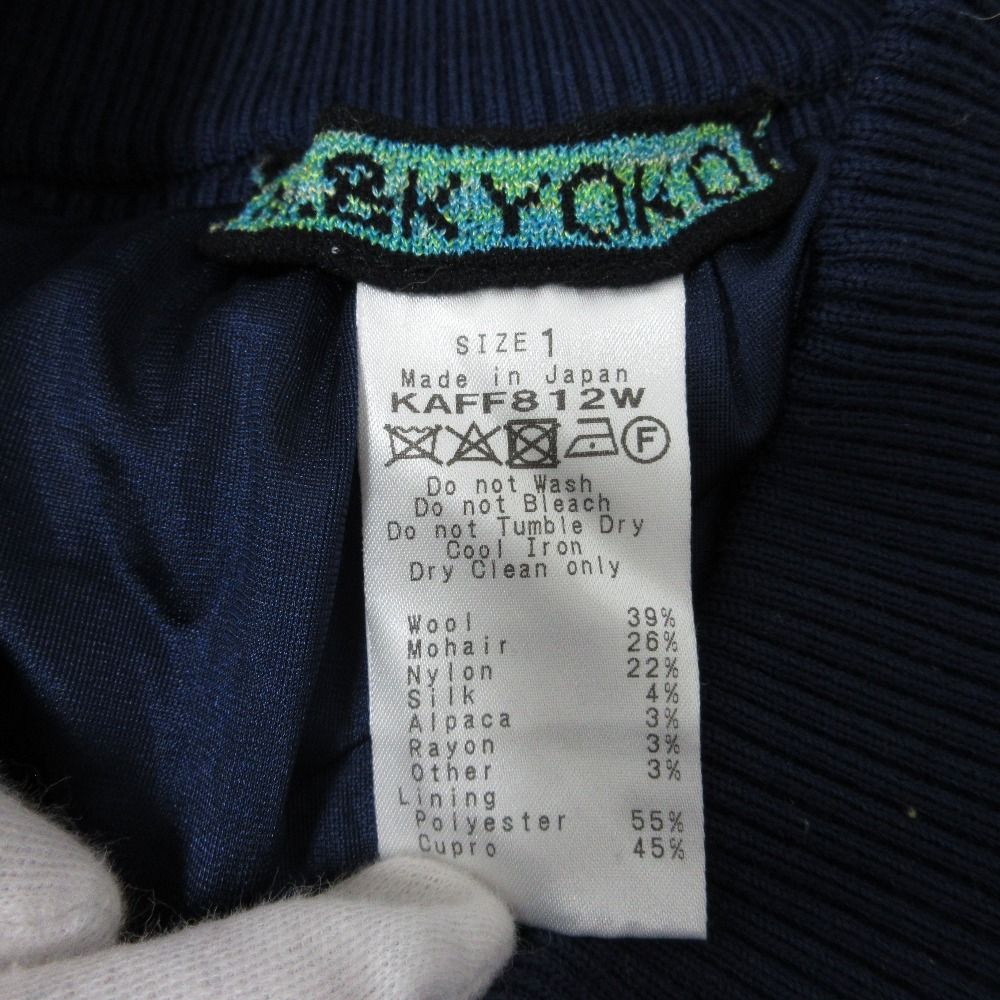 &KYOKO
SIZE 1
Made in Japan
KAFF812W
F
Do not Wash
Do not Bleach
Do not Tumble Dry
Cool Iron
Dry Clean only
Wool 39%
Mohair 26%
Nylon 22%
Silk 4%
Alpaca 3%
Rayon 3%
Other 3%
Lining
Polyester 55%
Cupro 45%